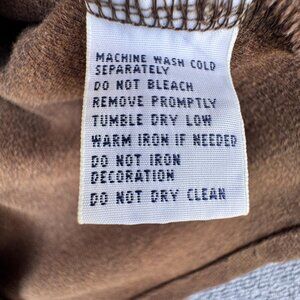 MACHINE WASH COLD
SEPARATELY
DO NOT BLEACH
REMOVE PROMPTLY
TUMBLE DRY LOW
WARM IRON IF NEEDED
DO NOT IRON
DECORATION
DO NOT DRY CLEAN